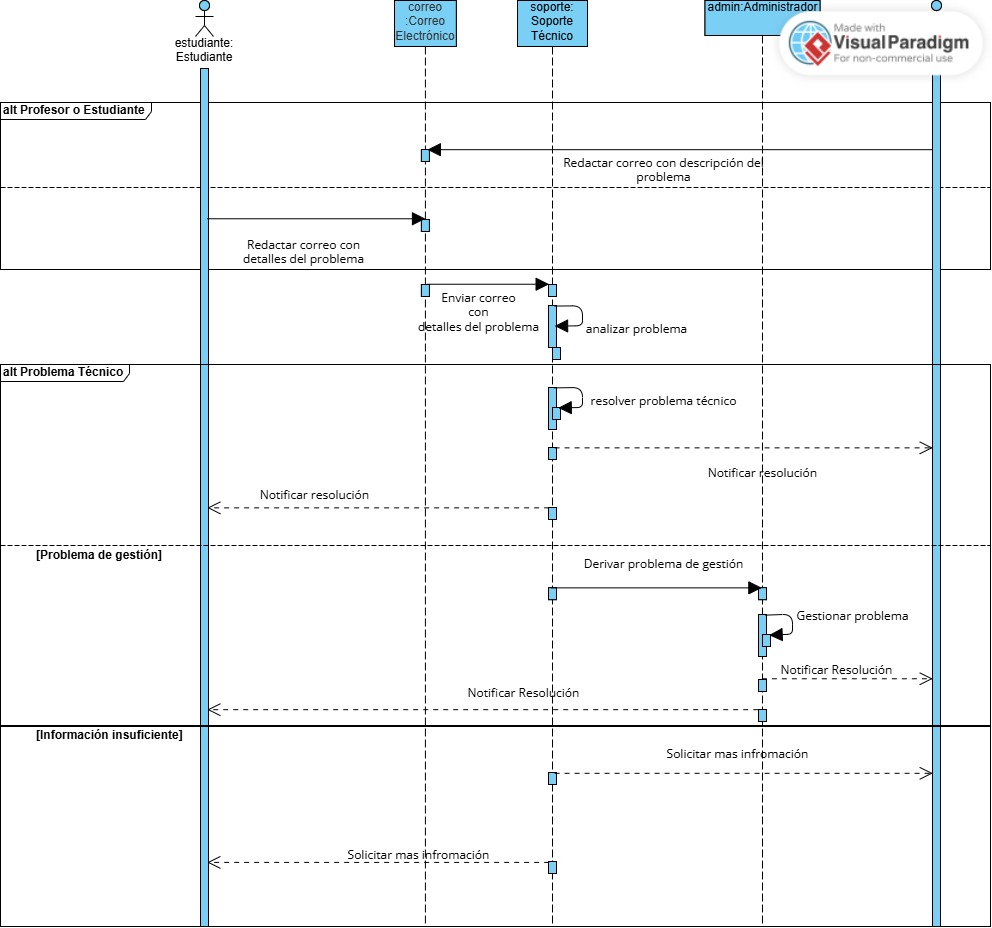 correo
:Correo
Electrónico
soporte:
Soporte
Técnico
admin:Administrador
Made with
VisualParadigm
For non-commercial use
estudiante:
Estudiante
alt Profesor o Estudiante
Redactar correo con descripción del
problema
Redactar correo con
detalles del problema
Enviar correo
con
detalles del problema
analizar problema
alt Problema Técnico
resolver problema técnico
Notificar resolución
Notificar resolución
[Problema de gestión]
Derivar problema de gestión
Gestionar problema
Notificar Resolución
Notificar Resolución
[Información insuficiente]
Solicitar mas infromación
Solicitar mas infromación